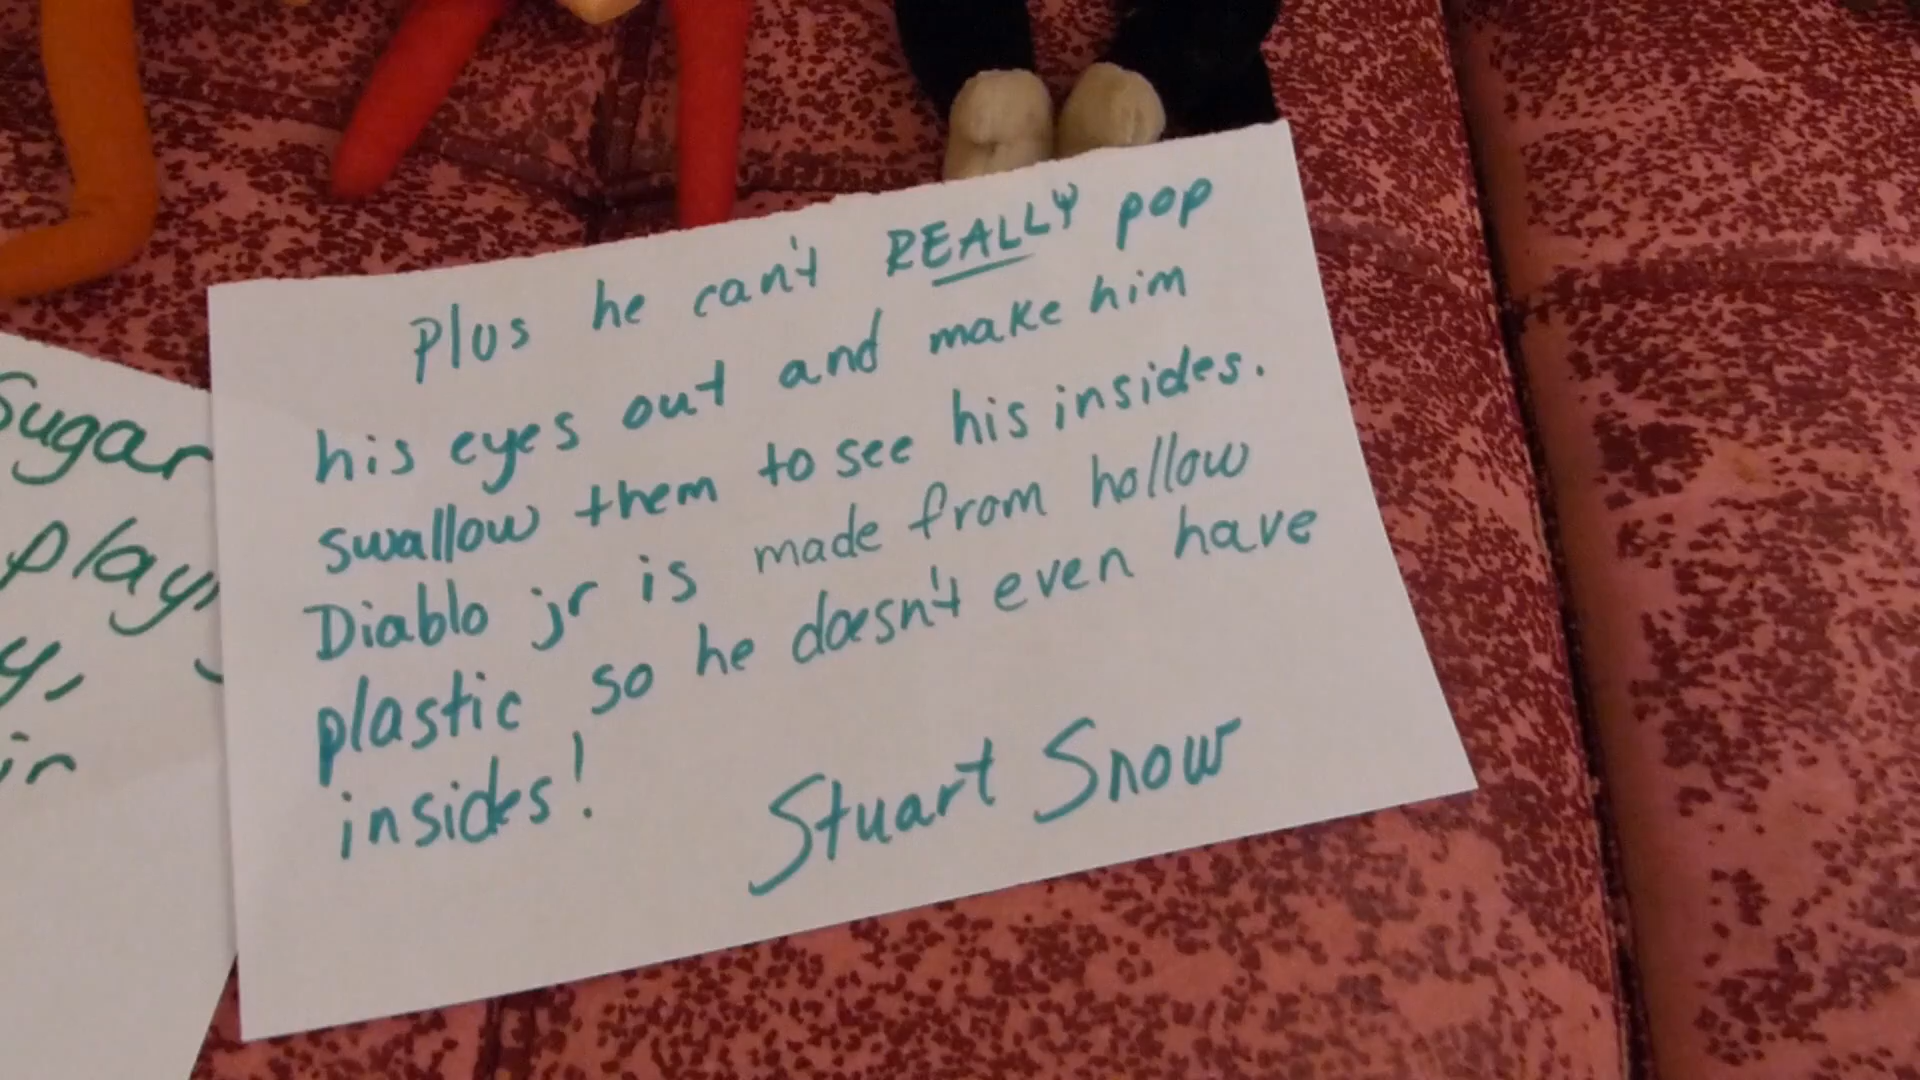 Sugar
play
y,
ir
Plus he can't REALLY pop
his eyes out and make him
swallow them to see his insides.
Diablo jr is made from hollow
plastic so he doesn't even have
insides!
Stuart Snow